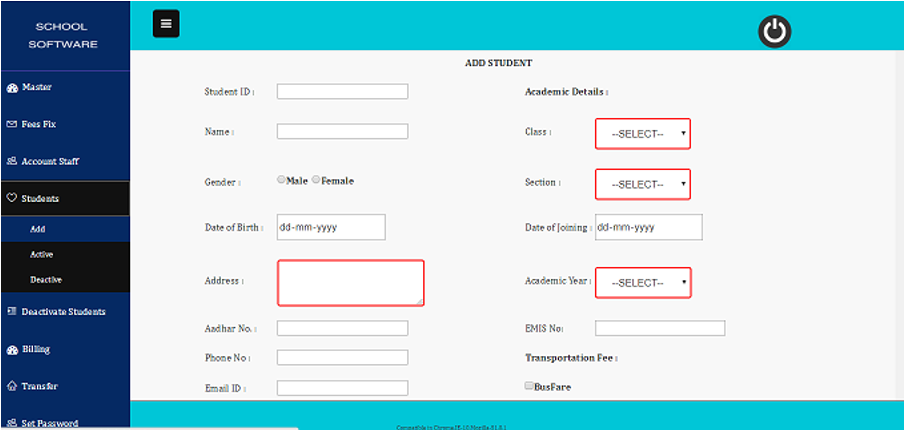 SCHOOL
SOFTWARE
Master
Fees Fix
Account Staff
Students
Add
Active
Deactive
Deactivate Students
Billing
Transfer
Set Password
ADD STUDENT
Student ID :
Academic Details :
Name :
Class :
--SELECT--
Gender :
Male
Female
Section :
--SELECT--
Date of Birth :
dd-mm-yyyy
Date of Joining :
dd-mm-yyyy
Address :
Academic Year :
--SELECT--
Aadhar No. :
EMIS No:
Phone No :
Transportation Fee :
Email ID :
BusFare